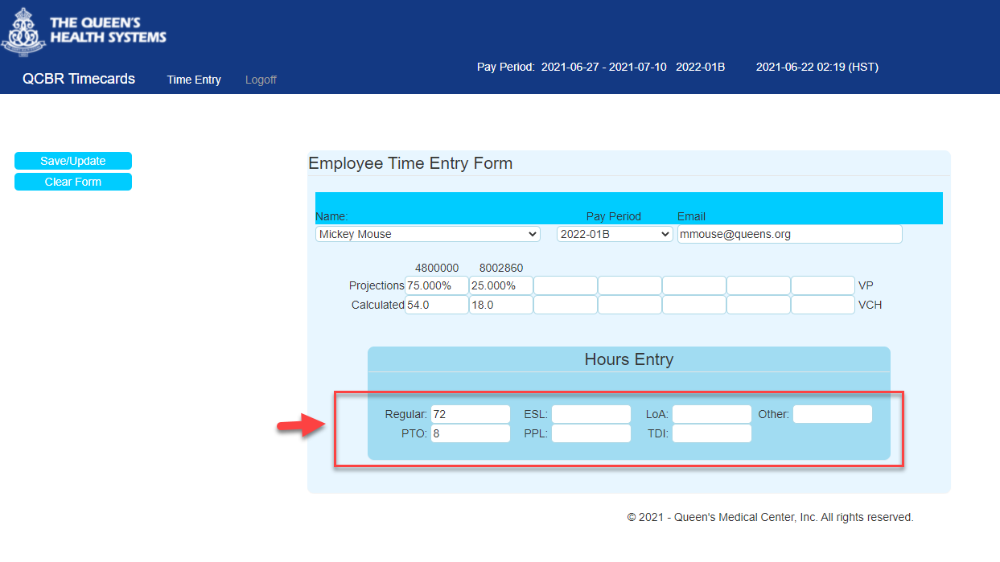 THE QUEEN'S
HEALTH SYSTEMS
QCBR Timecards Time Entry Logoff
Pay Period: 2021-06-27 - 2021-07-10 2022-01B 2021-06-22 02:19 (HST)
Save/Update
Clear Form
Employee Time Entry Form
Name: Pay Period Email
Mickey Mouse 2022-01B mmouse@queens.org
4800000 8002860
Projections 75.000% 25.000% VP
Calculated 54.0 18.0 VCH
Hours Entry
Regular: 72 ESL: LoA: Other:
PTO: 8 PPL: TDI:
© 2021 - Queen's Medical Center, Inc. All rights reserved.